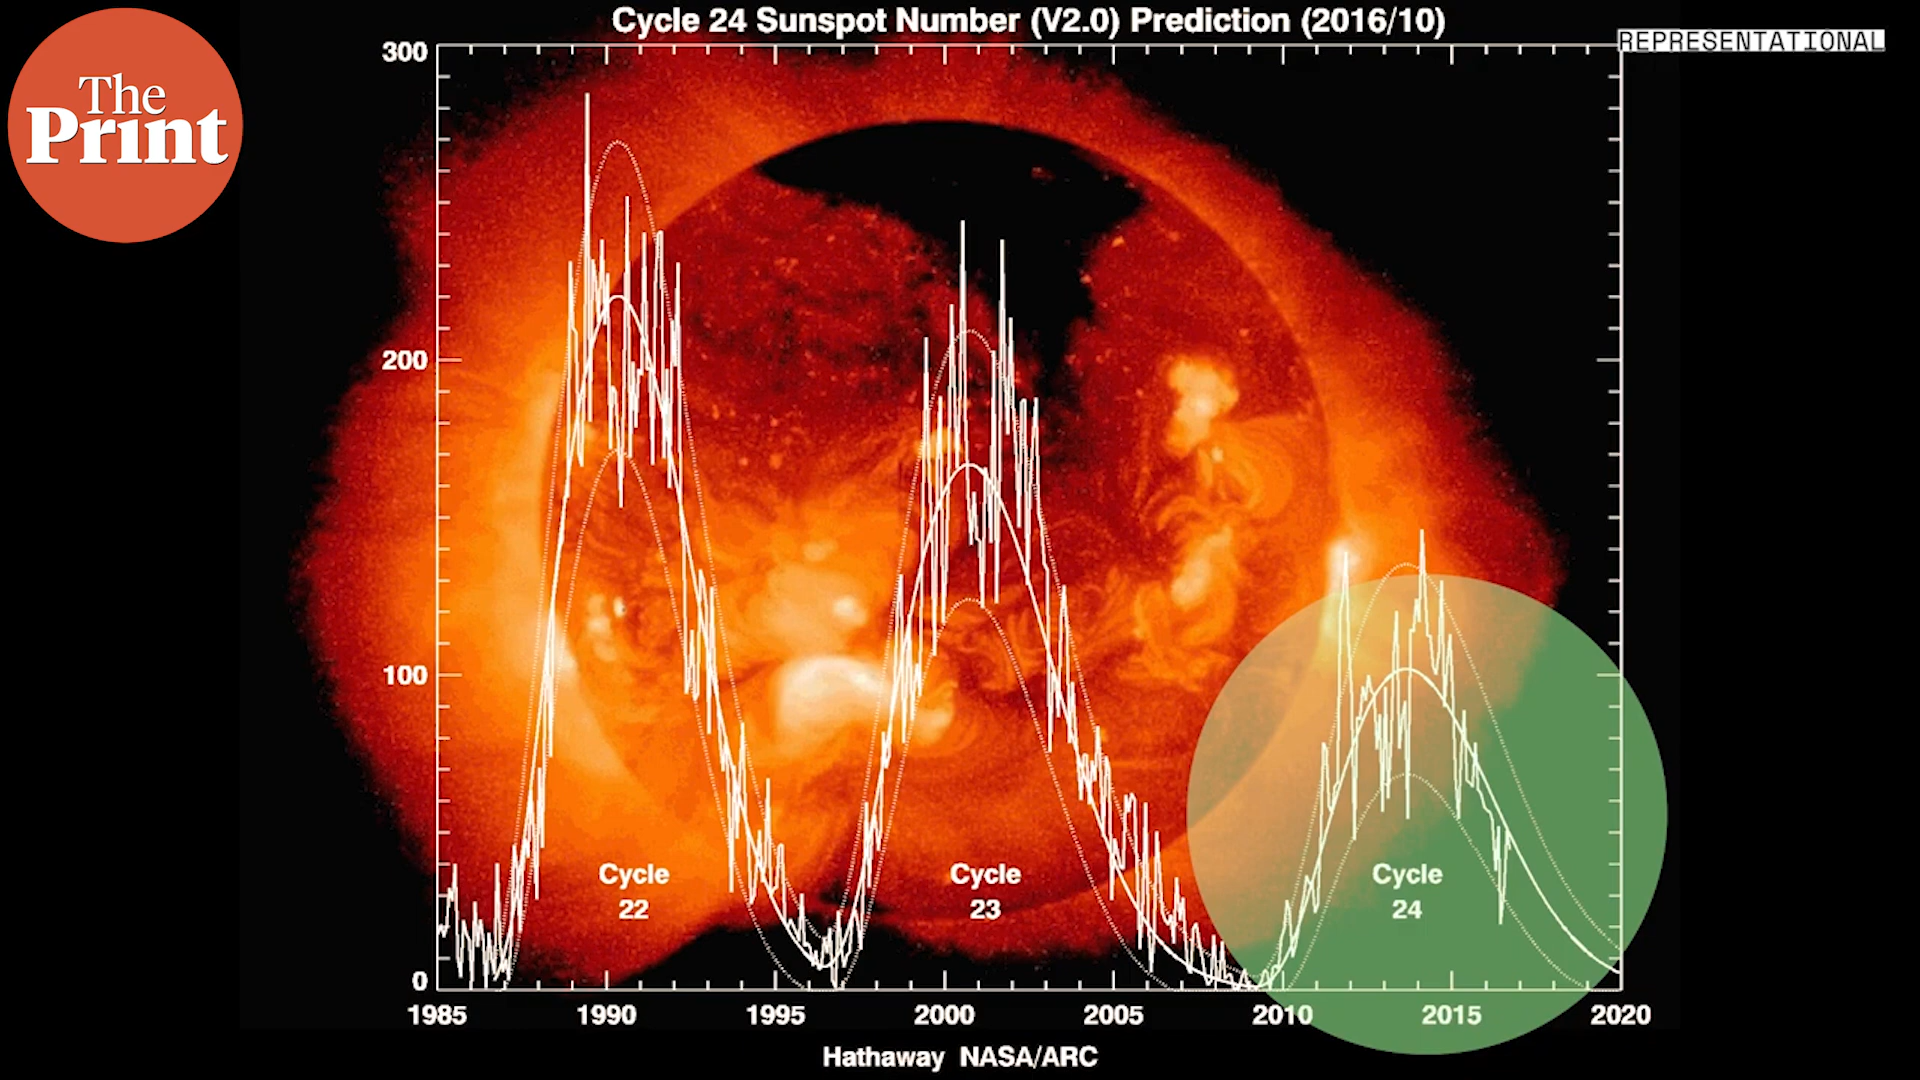 The
Print
Cycle 24 Sunspot Number (V2.0) Prediction (2016/10)
REPRESENTATIONAL
300
200
100
0
Cycle
22
Cycle
23
Cycle
24
1985 1990 1995 2000 2005 2010 2015 2020
Hathaway NASA/ARC